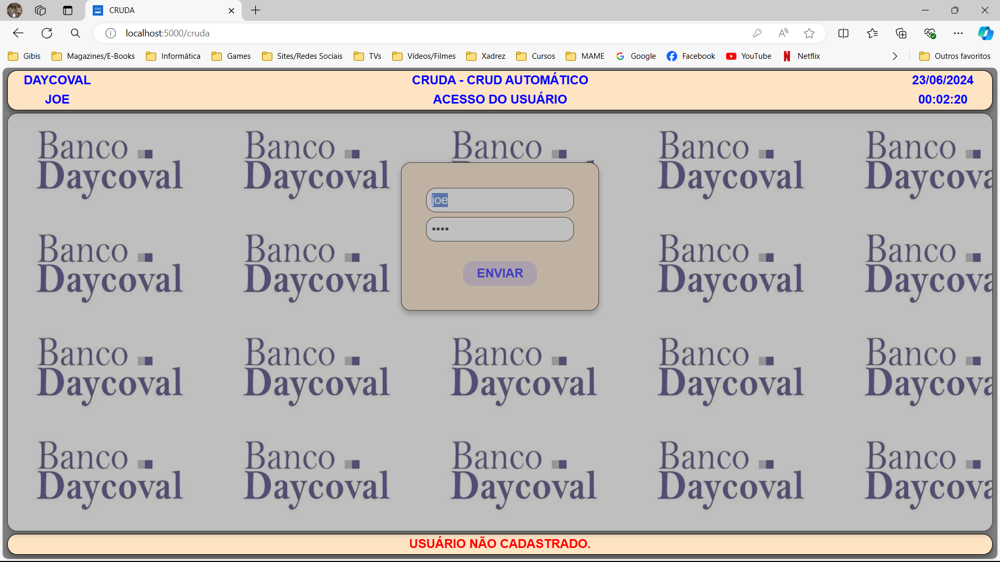 CRUDA
localhost:5000/cruda
Gibis Magazines/E-Books Informática Games Sites/Redes Sociais TVs Vídeos/Filmes Xadrez Cursos MAME Google Facebook YouTube Netflix Outros favoritos
DAYCOVAL CRUDA - CRUD AUTOMÁTICO 23/06/2024
JOE ACESSO DO USUÁRIO 00:02:20
Banco Banco Banco Banco Banco
Daycoval Daycoval Daycoval Daycova
joe
••••
Banco Banco Banco Banco
Daycoval Daycoval Daycoval Daycova
ENVIAR
Banco Banco Banco Banco Banco
Daycoval Daycoval Daycoval Daycoval Daycova
Banco Banco Banco Banco Banco
Daycoval Daycoval Daycoval Daycoval Daycova
USUÁRIO NÃO CADASTRADO.